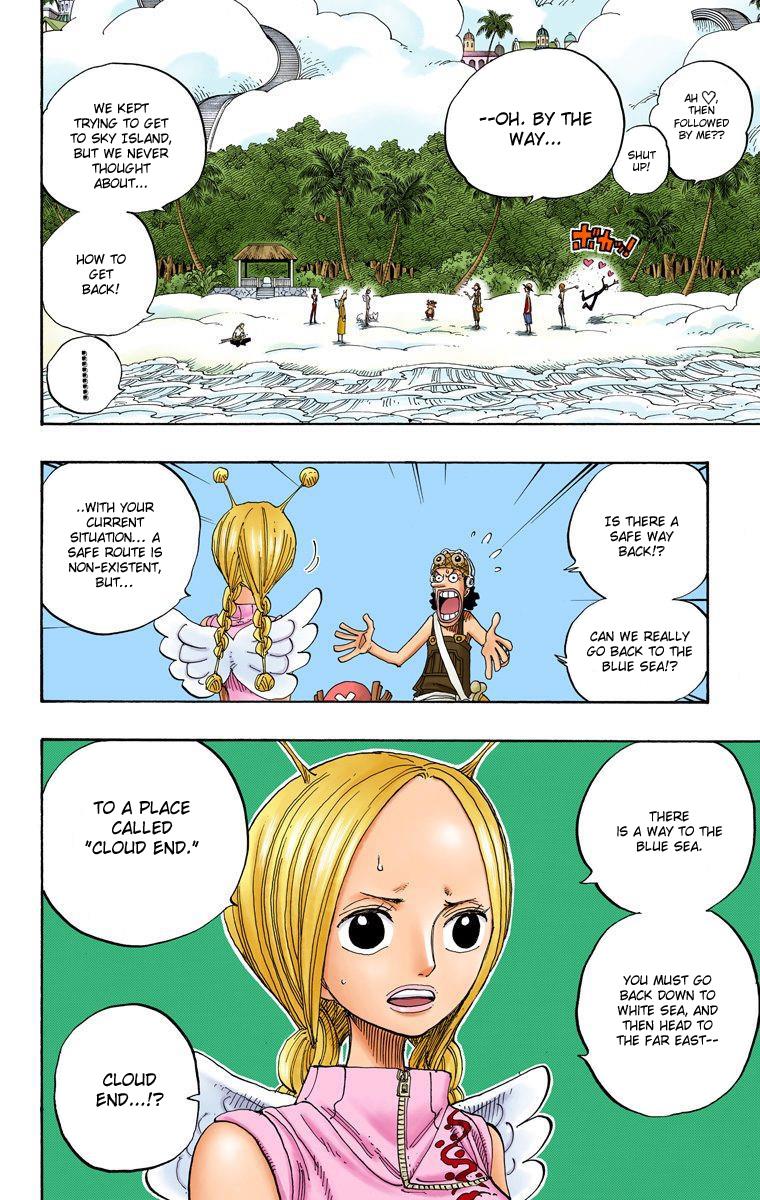 AH ♡,
THEN
FOLLOWED
BY ME??
SHUT
UP!
ボカッ!
--OH. BY THE
WAY...
WE KEPT
TRYING TO GET
TO SKY ISLAND,
BUT WE NEVER
THOUGHT
ABOUT...
HOW TO
GET
BACK!
.........
IS THERE A
SAFE WAY
BACK!?
CAN WE REALLY
GO BACK TO THE
BLUE SEA!?
..WITH YOUR
CURRENT
SITUATION... A
SAFE ROUTE IS
NON-EXISTENT,
BUT...
THERE
IS A WAY TO THE
BLUE SEA.
YOU MUST GO
BACK DOWN TO
WHITE SEA, AND
THEN HEAD TO
THE FAR EAST--
TO A PLACE
CALLED
"CLOUD END."
CLOUD
END...!?